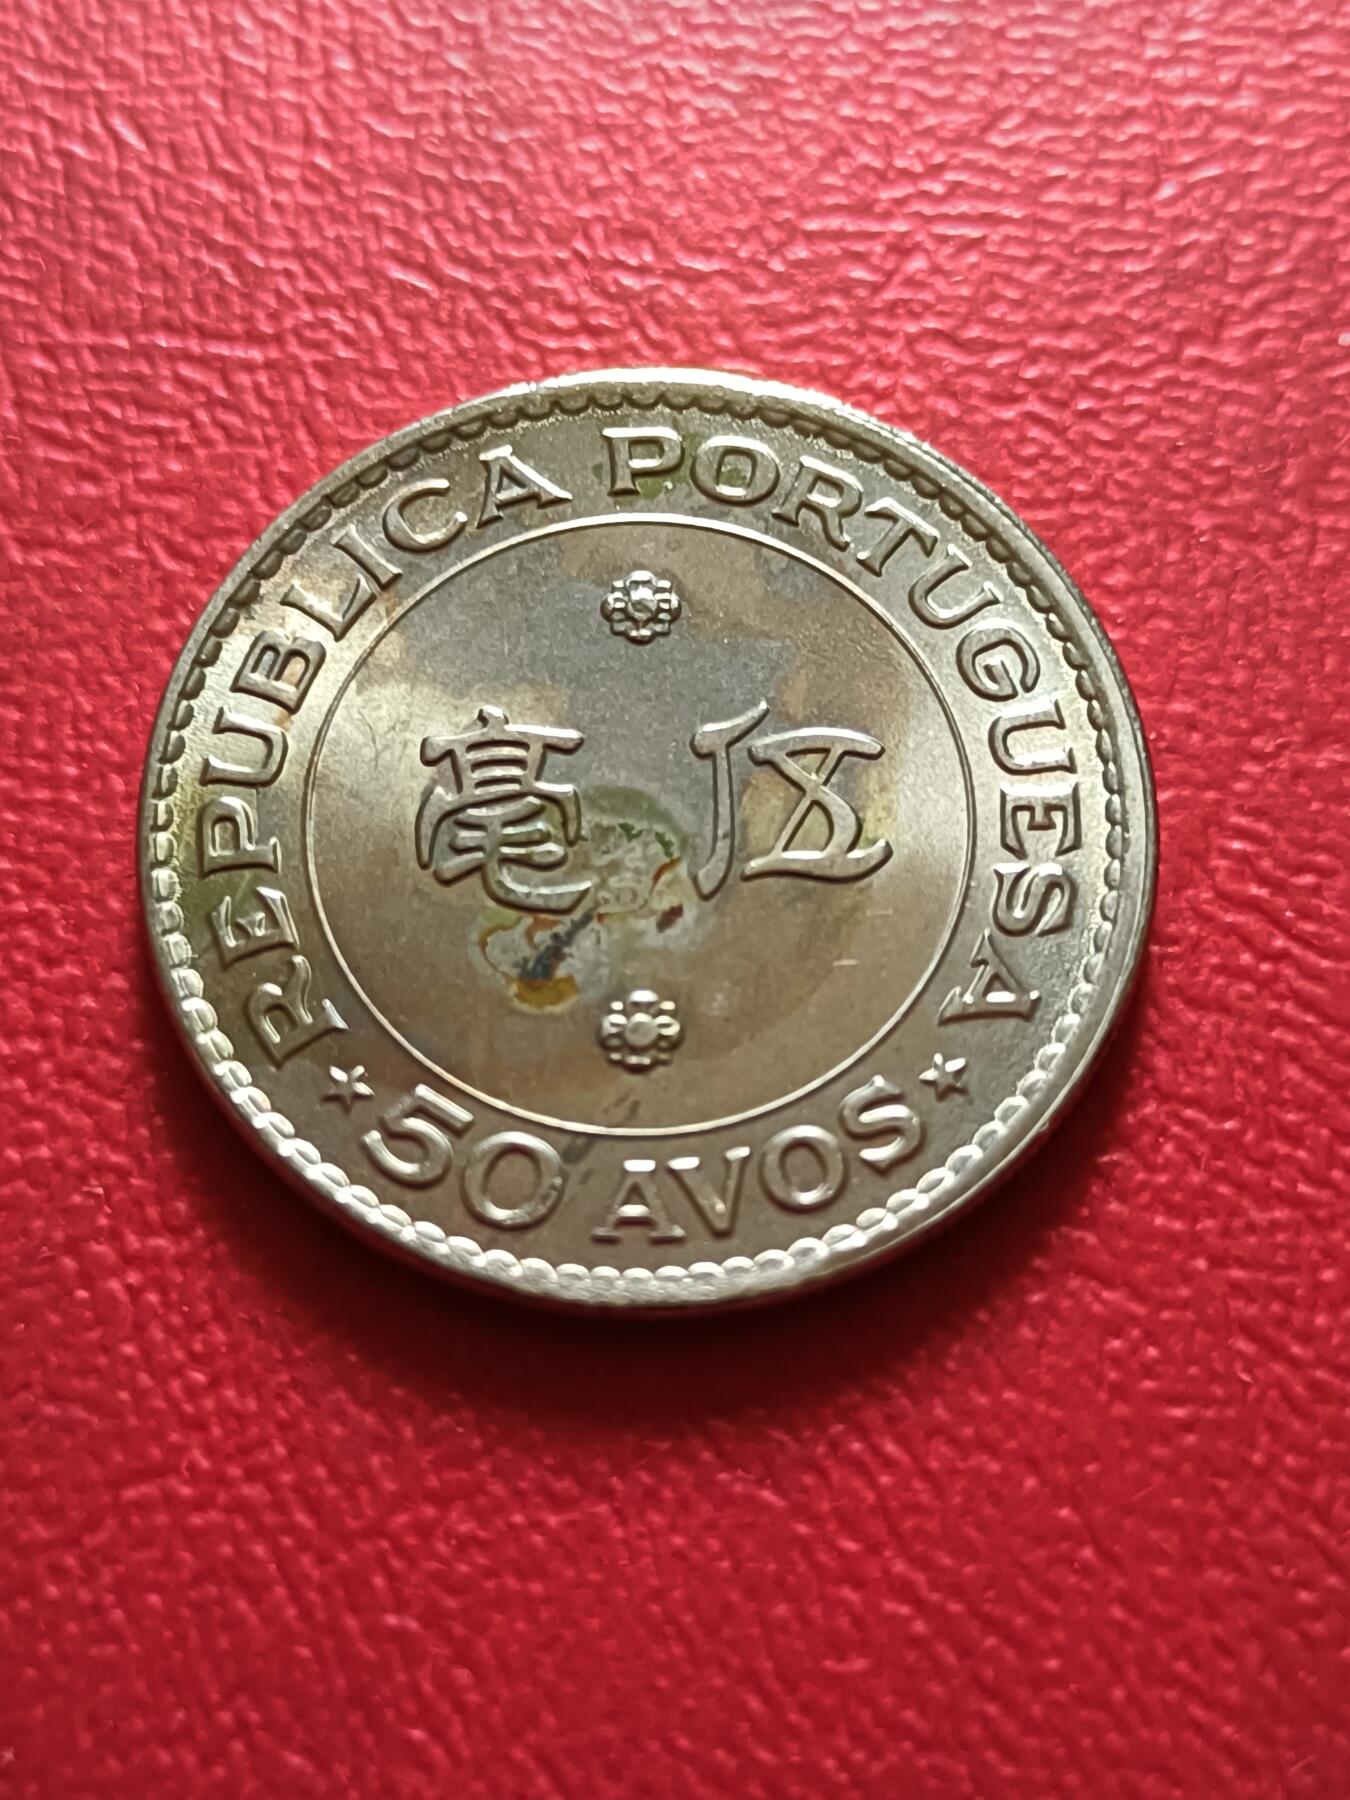 REPUBLICA PORTUGUESA
毫 伍
★ 50 AVOS ★